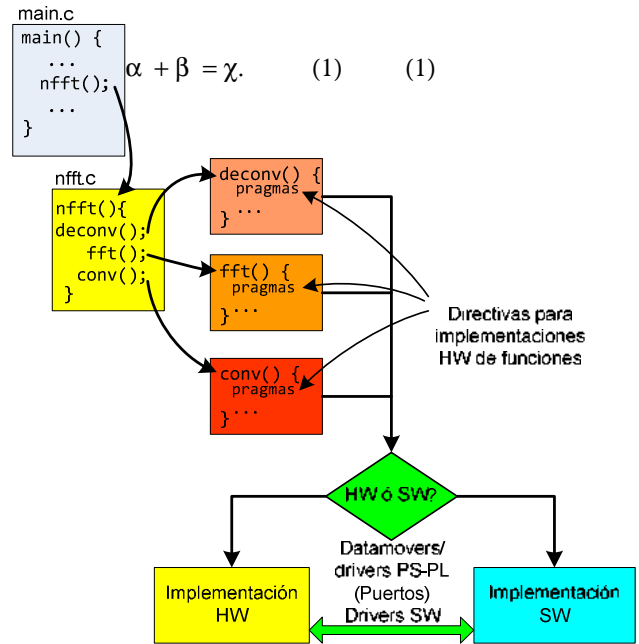 main.c
main() {
...
nfft();
...
}
α + β = χ. (1) (1)
nfft.c
nfft(){
deconv();
fft();
conv();
}
deconv() {
pragmas
...
}
fft() {
pragmas
...
}
conv() {
pragmas
...
}
Directivas para
implementaciones
HW de funciones
HW ó SW?
Datamovers/
drivers PS-PL
(Puertos)
Drivers SW
Implementación
HW
Implementación
SW